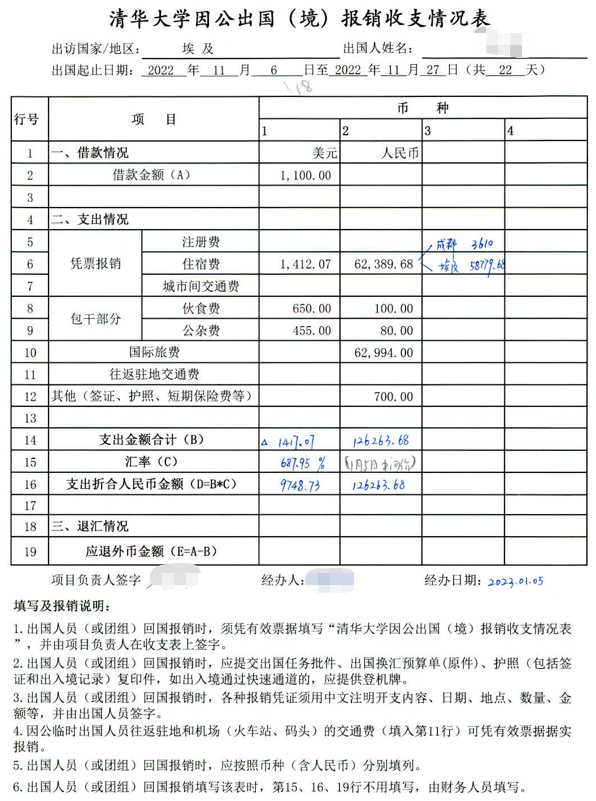 清华大学因公出国（境）报销收支情况表
出访国家/地区： 埃及 出国人姓名：
出国起止日期： 2022 年 11 月 6 日至 2022 年 11 月 27 日（共 22 天）
行号 项 目 币 种
1 2 3 4
1 一、借款情况 美元 人民币
2 借款金额（A） 1,100.00
3
4 二、支出情况
5 凭票报销 注册费
6 住宿费 1,412.07 62,389.68 成都 3610 埃及 58779.68
7 城市间交通费
8 包干部分 伙食费 650.00 100.00
9 公杂费 455.00 80.00
10 国际旅费 62,994.00
11 往返驻地交通费
12 其他（签证、护照、短期保险费等） 700.00
13
14 支出金额合计（B） △ 1417.07 126263.68
15 汇率（C） 687.95 %
16 支出折合人民币金额（D=B*C） 9748.73 126263.68
17
18 三、退汇情况
19 应退外币金额（E=A-B）
项目负责人签字 经办人： 经办日期：2023.01.05
填写及报销说明：
1.出国人员（或团组）回国报销时，须凭有效票据填写“清华大学因公出国（境）报销收支情况表
”，并由项目负责人在收支表上签字。
2.出国人员（或团组）回国报销时，应提交出国任务批件、出国换汇预算单(原件)、护照（包括签
证和出入境记录）复印件，如出入境通过快速通道的，应提供登机牌。
3.出国人员（或团组）回国报销时，各种报销凭证须用中文注明开支内容、日期、地点、数量、金
额等，并由出国人员签字。
4.因公临时出国人员往返驻地和机场（火车站、码头）的交通费（填入第11行）可凭有效票据据实
报销。
5.出国人员（或团组）回国报销时，应按照币种（含人民币）分别填列。
6.出国人员（或团组）回国报销填写该表时，第15、16、19行不用填写，由财务人员填写。